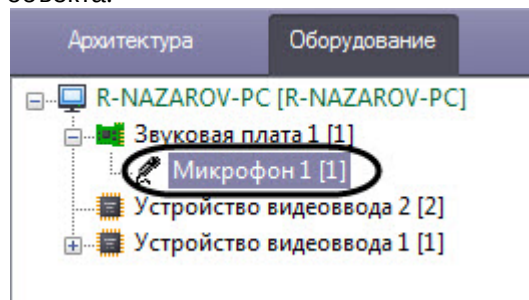 объекта.
Архитектура Оборудование
R-NAZAROV-PC [R-NAZAROV-PC]
Звуковая плата 1 [1]
Микрофон 1 [1]
Устройство видеоввода 2 [2]
Устройство видеоввода 1 [1]